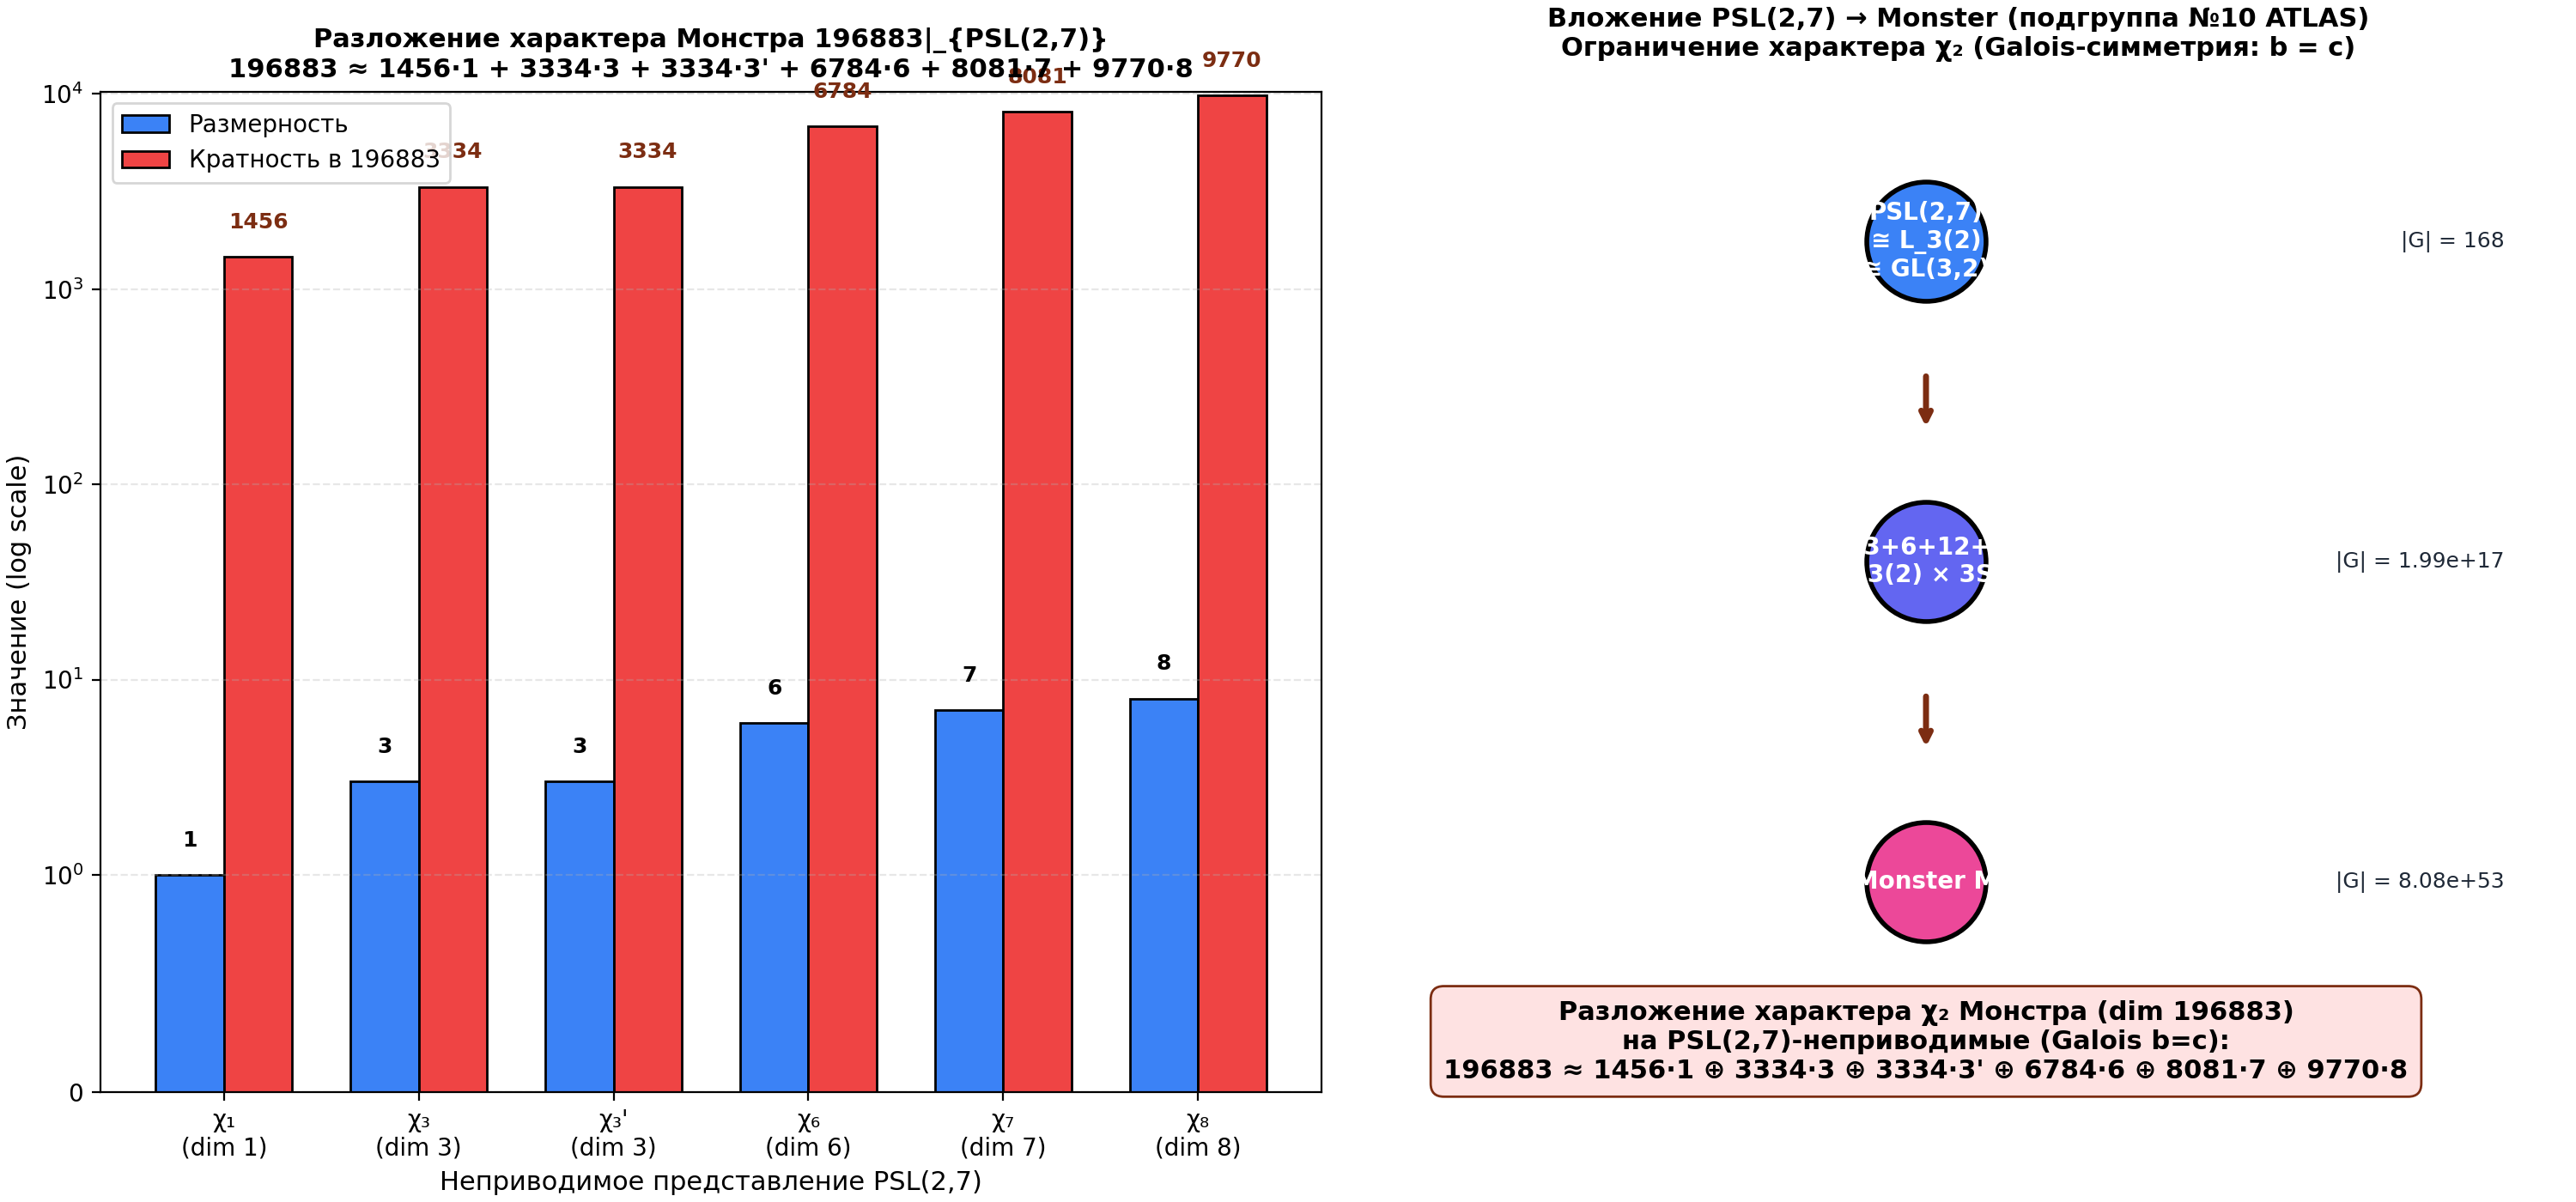 Разложение характера Монстра 196883|_{PSL(2,7)}
196883 ≈ 1456·1 + 3334·3 + 3334·3' + 6784·6 + 8081·7 + 9770·8
Размерность
Кратность в 196883
1456
3334
3334
6784
8081
9770
1
3
3
6
7
8
10⁴
10³
10²
10¹
10⁰
0
Значение (log scale)
χ₁
(dim 1)
χ₃
(dim 3)
χ₃'
(dim 3)
χ₆
(dim 6)
χ₇
(dim 7)
χ₈
(dim 8)
Неприводимое представление PSL(2,7)
Вложение PSL(2,7) → Monster (подгруппа №10 ATLAS)
Ограничение характера χ₂ (Galois-симметрия: b = c)
PSL(2,7)
≅ L_3(2)
≅ GL(3,2)
|G| = 168
3+6+12+
3(2) × 3S
|G| = 1.99e+17
Monster M
|G| = 8.08e+53
Разложение характера χ₂ Монстра (dim 196883)
на PSL(2,7)-неприводимые (Galois b=c):
196883 ≈ 1456·1 ⊕ 3334·3 ⊕ 3334·3' ⊕ 6784·6 ⊕ 8081·7 ⊕ 9770·8